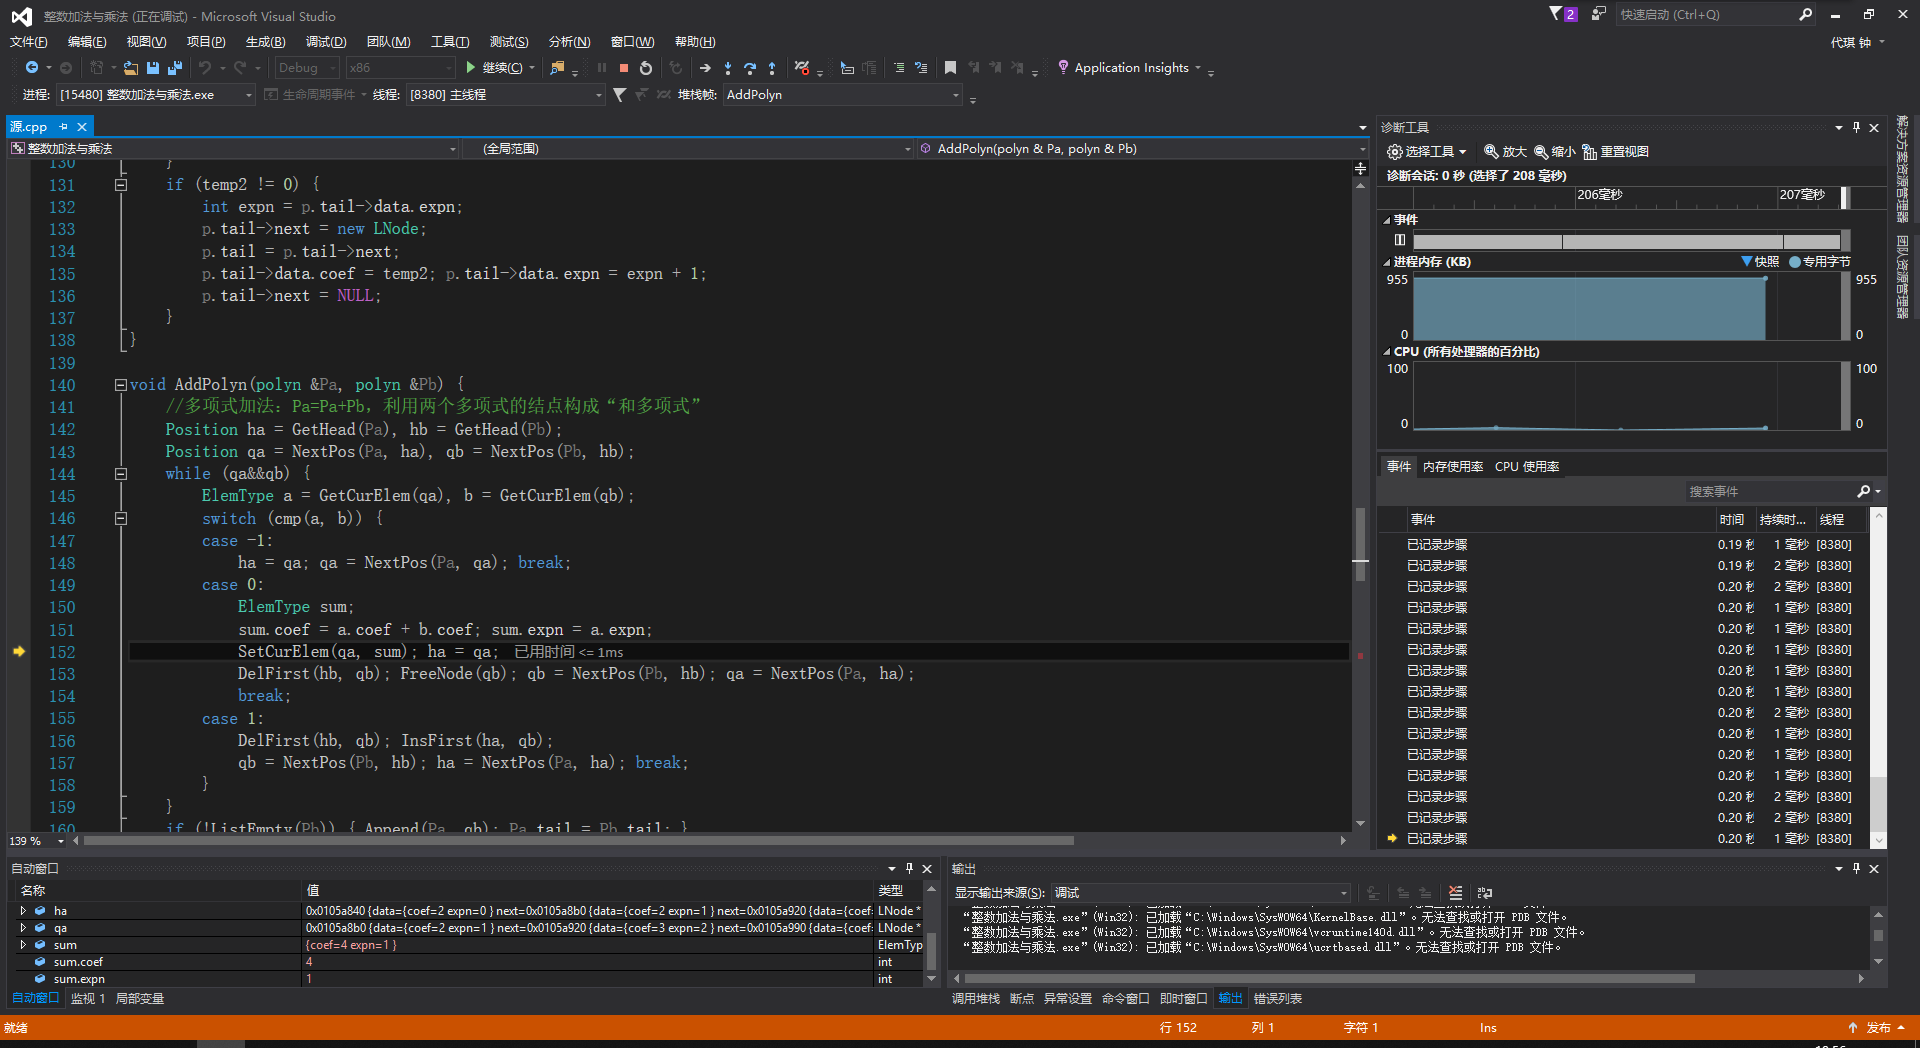 整数加法与乘法 (正在调试) - Microsoft Visual Studio
2
快速启动 (Ctrl+Q)
文件(F) 编辑(E) 视图(V) 项目(P) 生成(B) 调试(D) 团队(M) 工具(T) 测试(S) 分析(N) 窗口(W) 帮助(H)
代琪 钟
Debug x86 继续(C) Application Insights
进程: [15480] 整数加法与乘法.exe 生命周期事件 线程: [8380] 主线程 堆栈帧: AddPolyn
源.cpp
整数加法与乘法 (全局范围) AddPolyn(polyn & Pa, polyn & Pb)
130 }
131 if (temp2 != 0) {
132 int expn = p.tail->data.expn;
133 p.tail->next = new LNode;
134 p.tail = p.tail->next;
135 p.tail->data.coef = temp2; p.tail->data.expn = expn + 1;
136 p.tail->next = NULL;
137 }
138 }
139
140 void AddPolyn(polyn &Pa, polyn &Pb) {
141 //多项式加法: Pa=Pa+Pb, 利用两个多项式的结点构成“和多项式”
142 Position ha = GetHead(Pa), hb = GetHead(Pb);
143 Position qa = NextPos(Pa, ha), qb = NextPos(Pb, hb);
144 while (qa&&qb) {
145 ElemType a = GetCurElem(qa), b = GetCurElem(qb);
146 switch (cmp(a, b)) {
147 case -1:
148 ha = qa; qa = NextPos(Pa, qa); break;
149 case 0:
150 ElemType sum;
151 sum.coef = a.coef + b.coef; sum.expn = a.expn;
152 SetCurElem(qa, sum); ha = qa; 已用时间 <= 1ms
153 DelFirst(hb, qb); FreeNode(qb); qb = NextPos(Pb, hb); qa = NextPos(Pa, ha);
154 break;
155 case 1:
156 DelFirst(hb, qb); InsFirst(ha, qb);
157 qb = NextPos(Pb, hb); ha = NextPos(Pa, ha); break;
158 }
159 }
160 if (!ListEmpty(Pb)) { Append(Pa, qb); Pa.tail = Pb.tail; }
139 %
诊断工具
选择工具 放大 缩小 重置视图
诊断会话: 0 秒 (选择了 208 毫秒)
206毫秒 207毫秒
事件
进程内存 (KB) 快照 专用字节
955 955
0 0
CPU (所有处理器的百分比)
100 100
0 0
事件 内存使用率 CPU 使用率
搜索事件
事件 时间 持续时... 线程
已记录步骤 0.19 秒 1 毫秒 [8380]
已记录步骤 0.19 秒 2 毫秒 [8380]
已记录步骤 0.20 秒 2 毫秒 [8380]
已记录步骤 0.20 秒 1 毫秒 [8380]
已记录步骤 0.20 秒 1 毫秒 [8380]
已记录步骤 0.20 秒 2 毫秒 [8380]
已记录步骤 0.20 秒 1 毫秒 [8380]
已记录步骤 0.20 秒 1 毫秒 [8380]
已记录步骤 0.20 秒 2 毫秒 [8380]
已记录步骤 0.20 秒 1 毫秒 [8380]
已记录步骤 0.20 秒 1 毫秒 [8380]
已记录步骤 0.20 秒 1 毫秒 [8380]
已记录步骤 0.20 秒 2 毫秒 [8380]
已记录步骤 0.20 秒 2 毫秒 [8380]
已记录步骤 0.20 秒 1 毫秒 [8380]
解决方案资源管理器
团队资源管理器
自动窗口
名称 值 类型
ha 0x0105a840 {data={coef=2 expn=0 } next=0x0105a8b0 {data={coef=2 expn=1 } next=0x0105a920 {data={coef= LNode *
qa 0x0105a8b0 {data={coef=2 expn=1 } next=0x0105a920 {data={coef=3 expn=2 } next=0x0105a990 {data={coef= LNode *
sum {coef=4 expn=1 } ElemTyp
sum.coef 4 int
sum.expn 1 int
自动窗口 监视 1 局部变量
输出
显示输出来源(S): 调试
“整数加法与乘法.exe”(Win32): 已加载“C:\Windows\SysWOW64\KernelBase.dll”。无法查找或打开 PDB 文件。
“整数加法与乘法.exe”(Win32): 已加载“C:\Windows\SysWOW64\vcruntime140d.dll”。无法查找或打开 PDB 文件。
“整数加法与乘法.exe”(Win32): 已加载“C:\Windows\SysWOW64\ucrtbased.dll”。无法查找或打开 PDB 文件。
调用堆栈 断点 异常设置 命令窗口 即时窗口 输出 错误列表
就绪 行 152 列 1 字符 1 Ins 发布